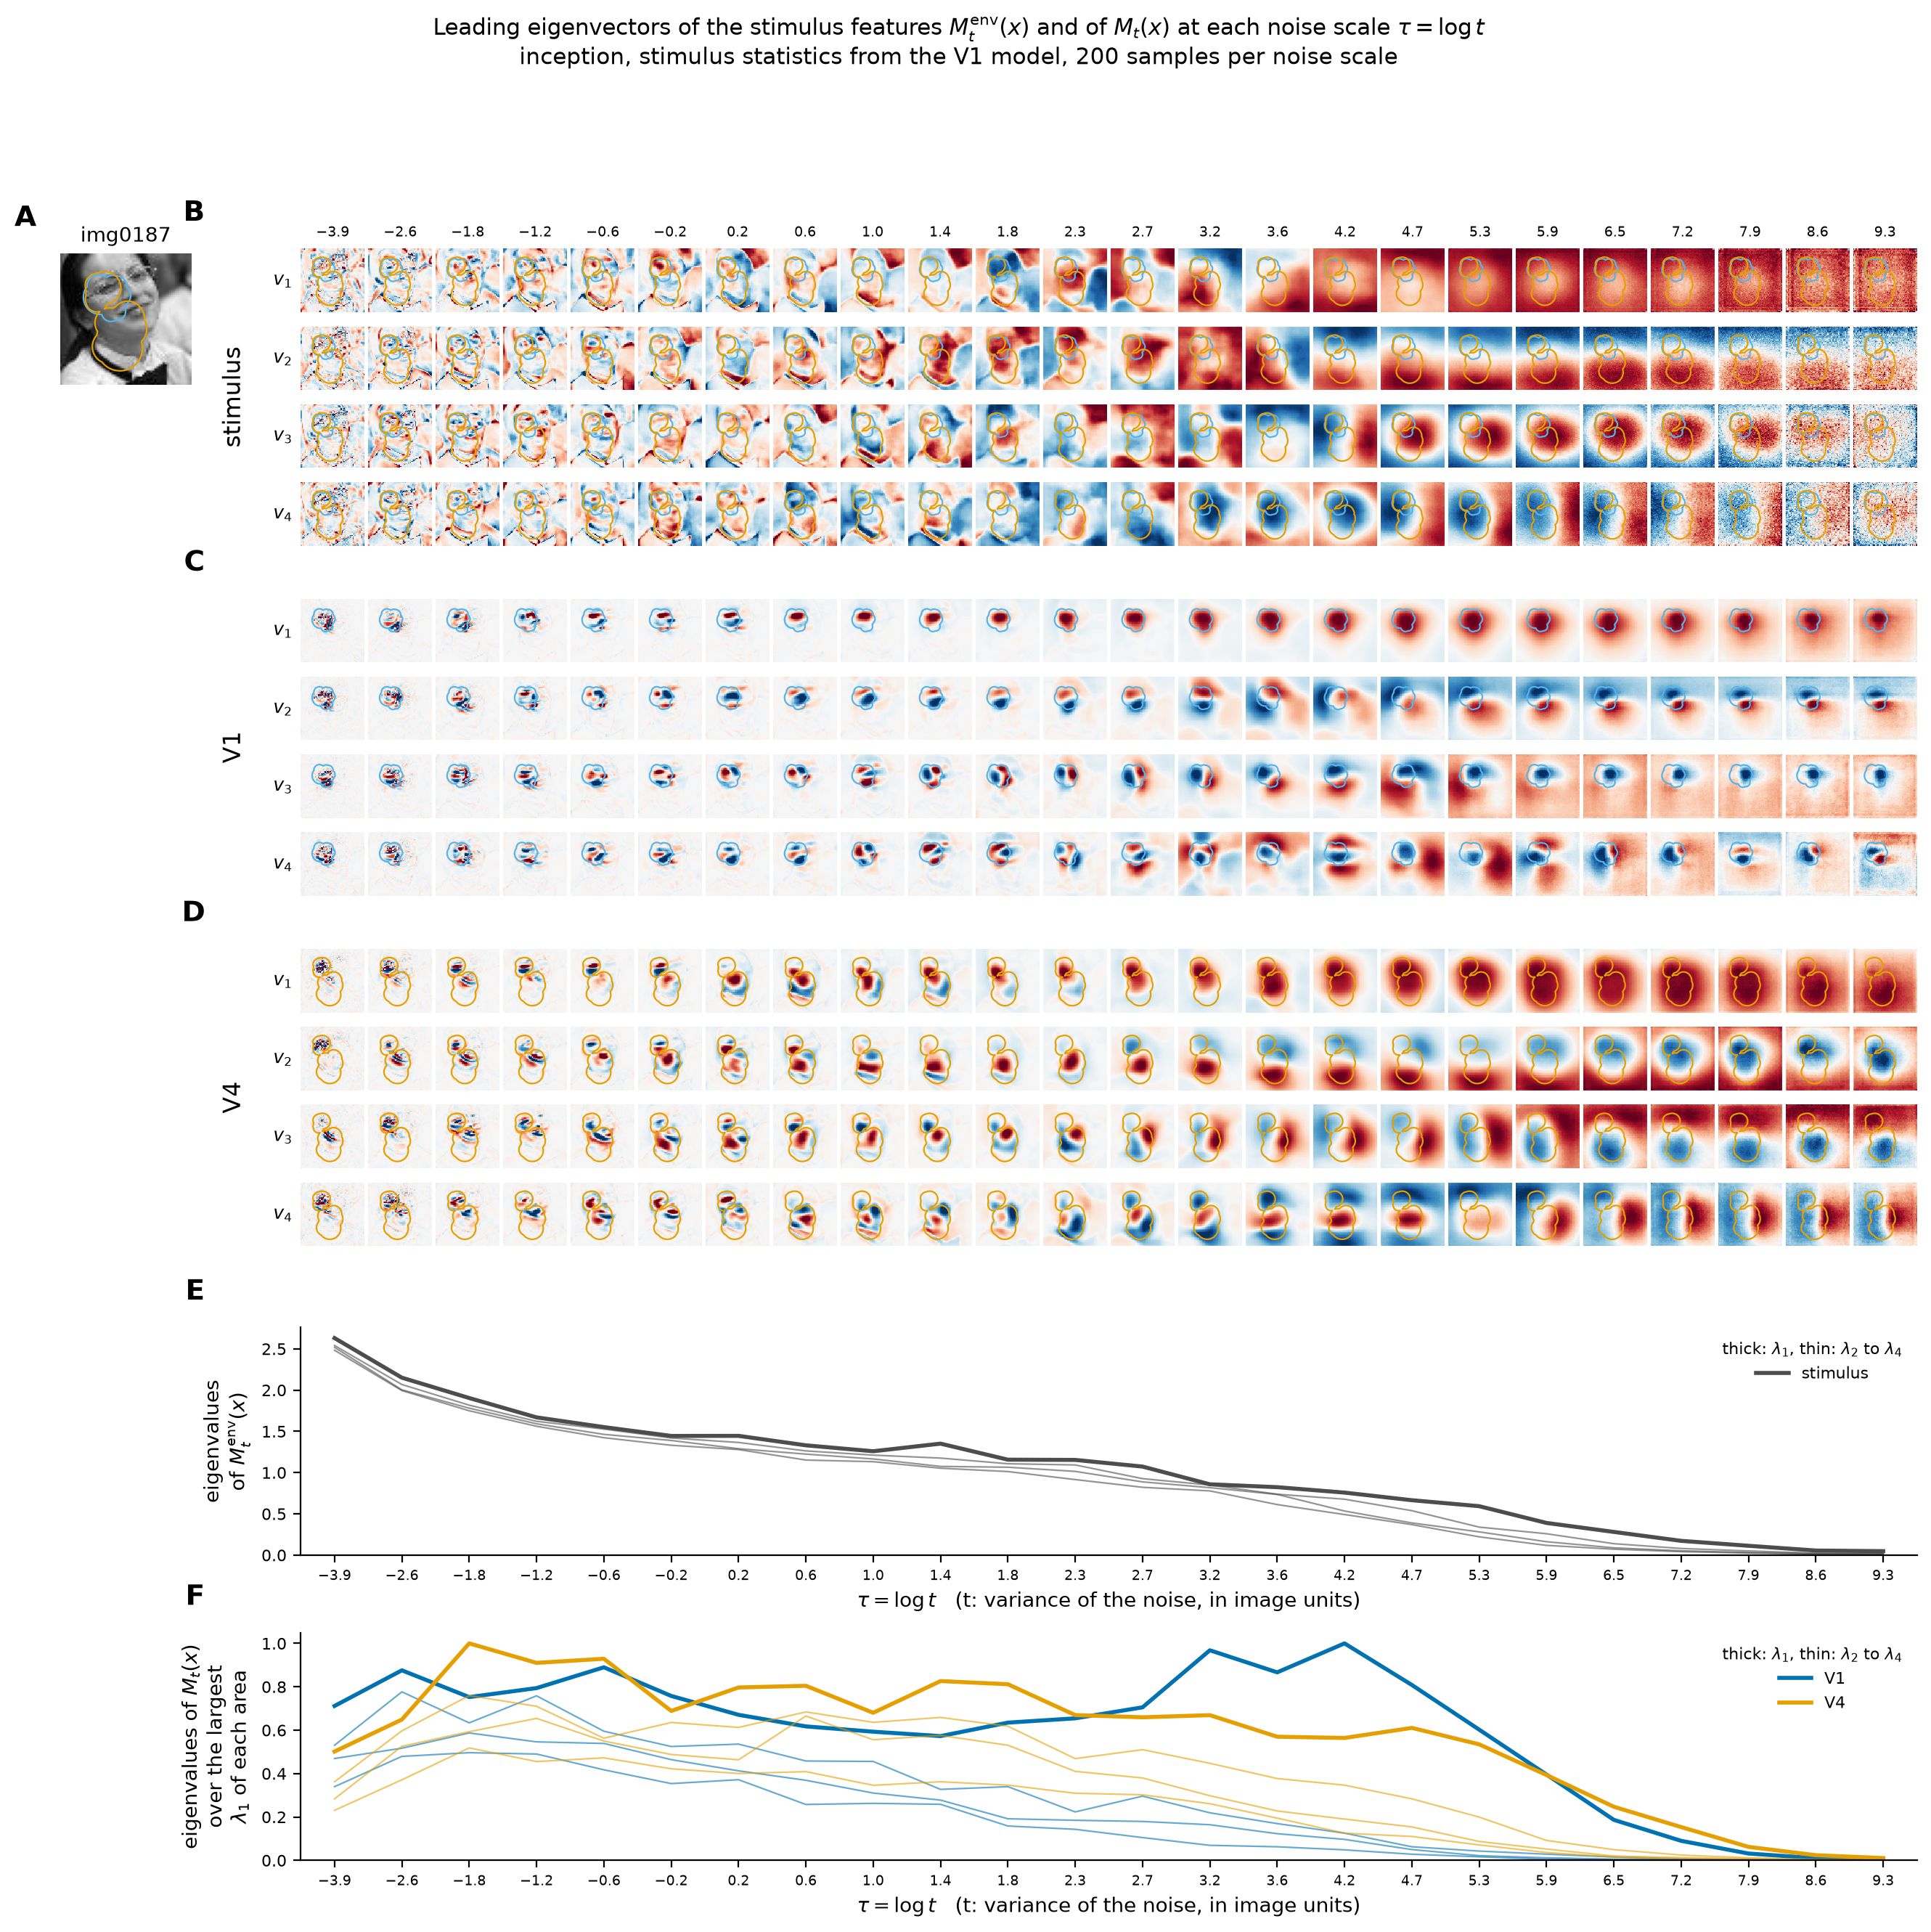 Leading eigenvectors of the stimulus features $M_t^{\mathrm{env}}(x)$ and of $M_t(x)$ at each noise scale $\tau = \log t$
inception, stimulus statistics from the V1 model, 200 samples per noise scale
A
img0187
B
−3.9 −2.6 −1.8 −1.2 −0.6 −0.2 0.2 0.6 1.0 1.4 1.8 2.3 2.7 3.2 3.6 4.2 4.7 5.3 5.9 6.5 7.2 7.9 8.6 9.3
stimulus
$v_1$
$v_2$
$v_3$
$v_4$
C
V1
$v_1$
$v_2$
$v_3$
$v_4$
D
V4
$v_1$
$v_2$
$v_3$
$v_4$
E
eigenvalues
of $M_t^{\mathrm{env}}(x)$
2.5
2.0
1.5
1.0
0.5
0.0
thick: $\lambda_1$, thin: $\lambda_2$ to $\lambda_4$
stimulus
−3.9 −2.6 −1.8 −1.2 −0.6 −0.2 0.2 0.6 1.0 1.4 1.8 2.3 2.7 3.2 3.6 4.2 4.7 5.3 5.9 6.5 7.2 7.9 8.6 9.3
$\tau = \log t$ (t: variance of the noise, in image units)
F
eigenvalues of $M_t(x)$
over the largest
$\lambda_1$ of each area
1.0
0.8
0.6
0.4
0.2
0.0
thick: $\lambda_1$, thin: $\lambda_2$ to $\lambda_4$
V1
V4
−3.9 −2.6 −1.8 −1.2 −0.6 −0.2 0.2 0.6 1.0 1.4 1.8 2.3 2.7 3.2 3.6 4.2 4.7 5.3 5.9 6.5 7.2 7.9 8.6 9.3
$\tau = \log t$ (t: variance of the noise, in image units)